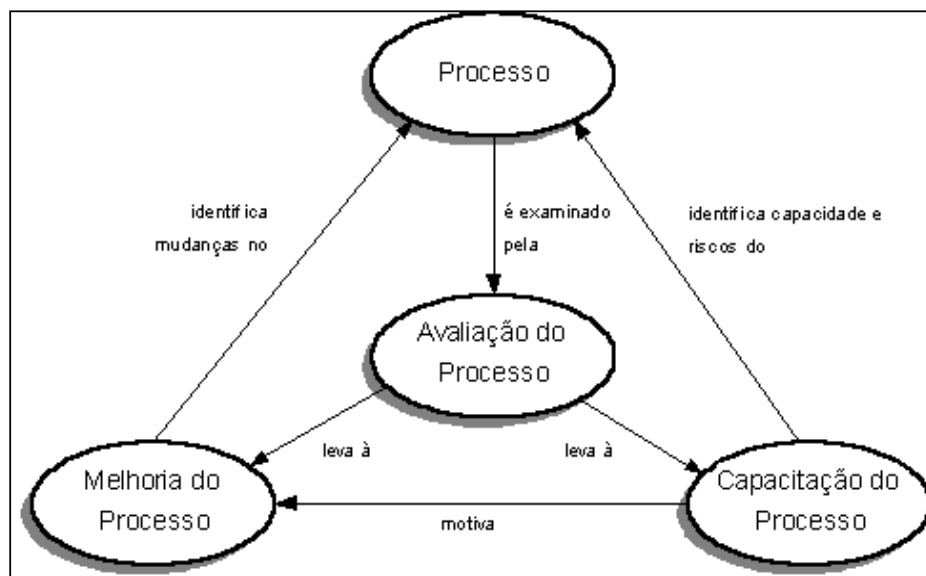 Processo
identifica
mudanças no
é examinado
pela
identifica capacidade e
riscos do
Avaliação do
Processo
leva à
leva à
Melhoria do
Processo
motiva
Capacitação do
Processo